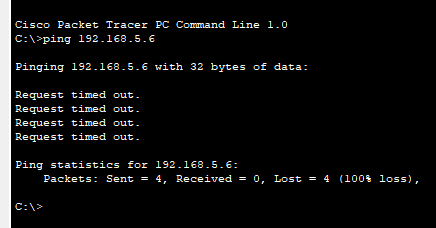 Cisco Packet Tracer PC Command Line 1.0
C:\>ping 192.168.5.6
Pinging 192.168.5.6 with 32 bytes of data:
Request timed out.
Request timed out.
Request timed out.
Request timed out.
Ping statistics for 192.168.5.6:
Packets: Sent = 4, Received = 0, Lost = 4 (100% loss),
C:\>